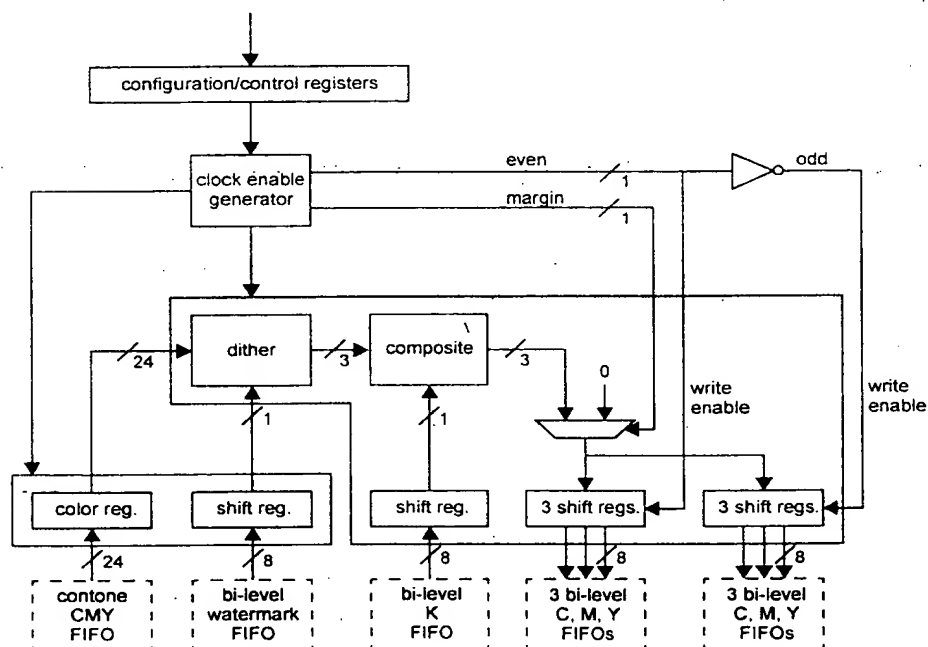 configuration/control registers
even
odd
clock enable
generator
1
margin
1
dither
composite
24
3
3
0
write
enable
write
enable
1
1
color reg.
shift reg.
shift reg.
3 shift regs.
3 shift regs.
24
8
8
8
8
contone
CMY
FIFO
bi-level
watermark
FIFO
bi-level
K
FIFO
3 bi-level
C, M, Y
FIFOs
3 bi-level
C, M, Y
FIFOs